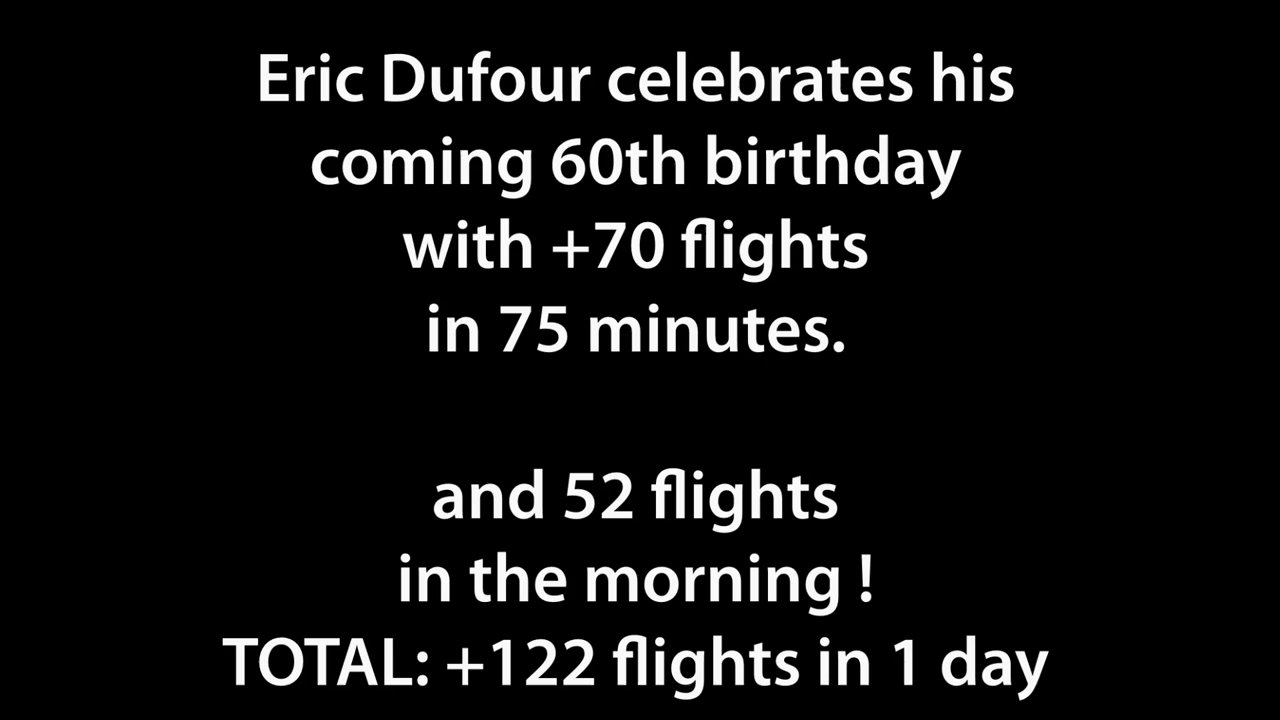 Eric Dufour celebrates his
coming 60th birthday
with +70 flights
in 75 minutes.
and 52 flights
in the morning !
TOTAL: +122 flights in 1 day